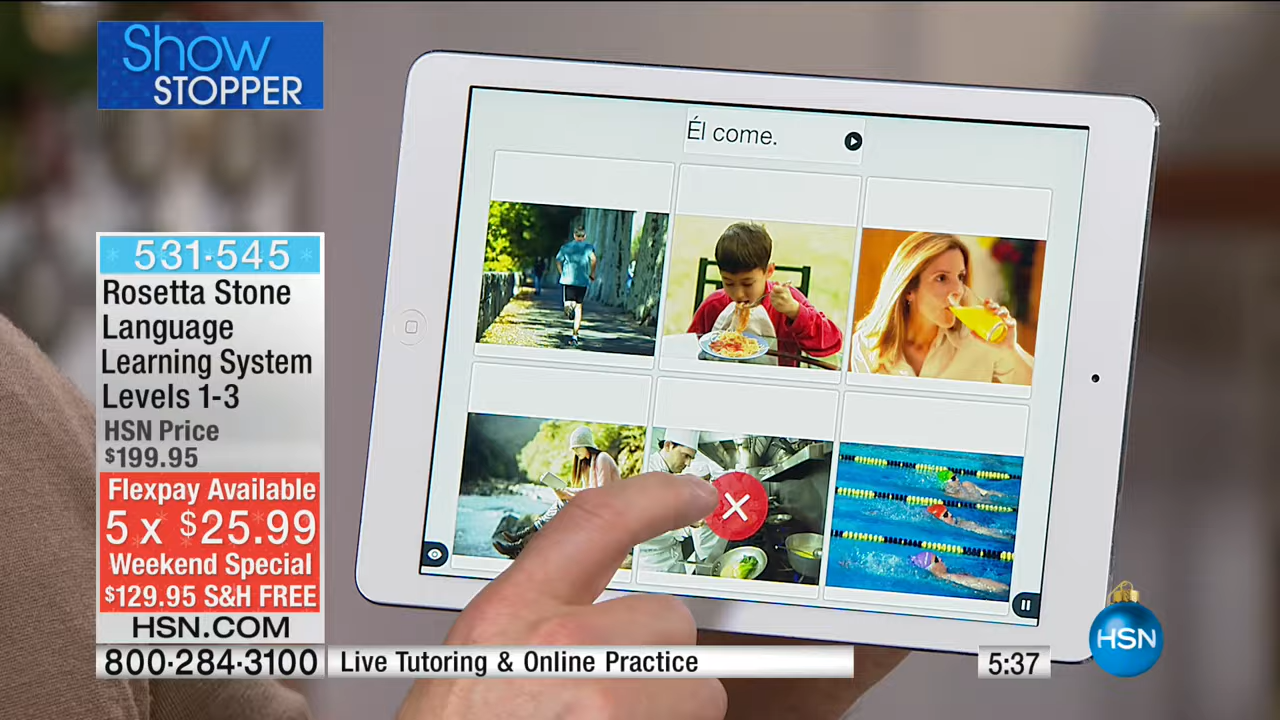 Show
STOPPER
Él come.
531-545
Rosetta Stone
Language
Learning System
Levels 1-3
HSN Price
$199.95
Flexpay Available
5 x $25.99
Weekend Special
$129.95 S&H FREE
HSN.COM
800-284-3100
Live Tutoring & Online Practice
5:37
HSN